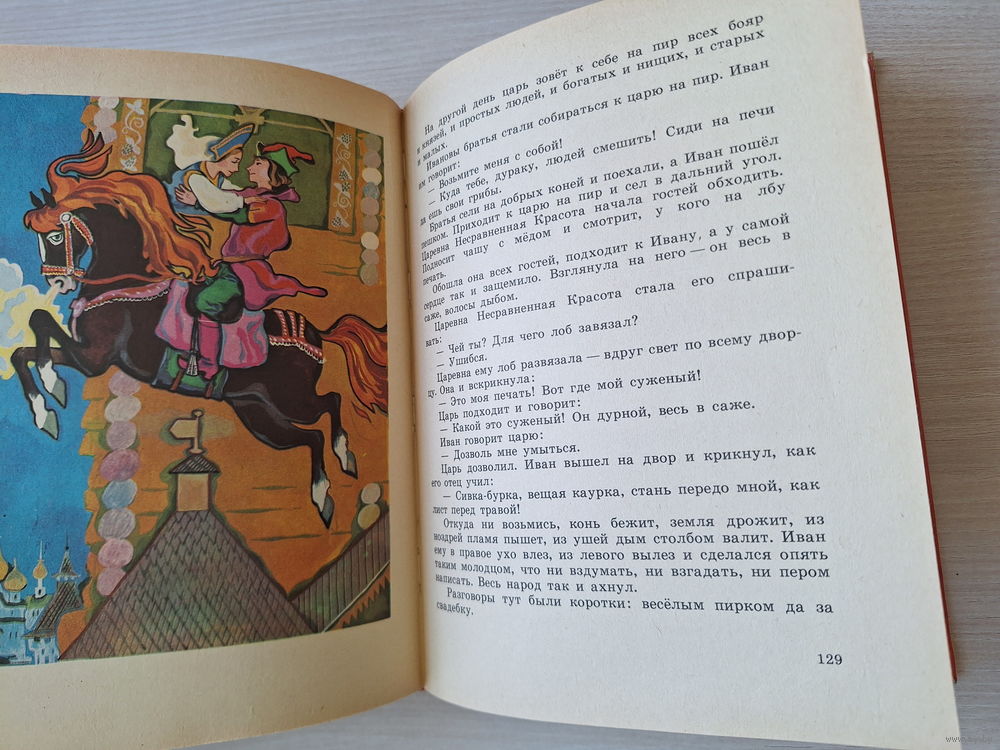 На другой день царь зовёт к себе на пир всех бояр
и князей, и простых людей, и богатых и нищих, и старых
и малых.
Ивановы братья стали собираться к царю на пир. Иван
им говорит:
— Возьмите меня с собой!
— Куда тебе, дураку, людей смешить! Сиди на печи
да ешь свои грибы.
Братья сели на добрых коней и поехали, а Иван пошёл
пешком. Приходит к царю на пир и сел в дальний угол.
Царевна Несравненная Красота начала гостей обходить.
Подносит чашу с мёдом и смотрит, у кого на лбу
печать.
Обошла она всех гостей, подходит к Ивану, а у самой
сердце так и защемило. Взглянула на него — он весь в
саже, волосы дыбом.
Царевна Несравненная Красота стала его спраши-
вать:
— Чей ты? Для чего лоб завязал?
— Ушибся.
Царевна ему лоб развязала — вдруг свет по всему двор-
цу. Она и вскрикнула:
— Это моя печать! Вот где мой суженый!
Царь подходит и говорит:
— Какой это суженый! Он дурной, весь в саже.
Иван говорит царю:
— Дозволь мне умыться.
Царь дозволил. Иван вышел на двор и крикнул, как
его отец учил:
— Сивка-бурка, вещая каурка, стань передо мной, как
лист перед травой!
Откуда ни возьмись, конь бежит, земля дрожит, из
ноздрей пламя пышет, из ушей дым столбом валит. Иван
ему в правое ухо влез, из левого вылез и сделался опять
таким молодцом, что ни вздумать, ни взгадать, ни пером
написать. Весь народ так и ахнул.
Разговоры тут были коротки: весёлым пирком да за
свадебку.
129